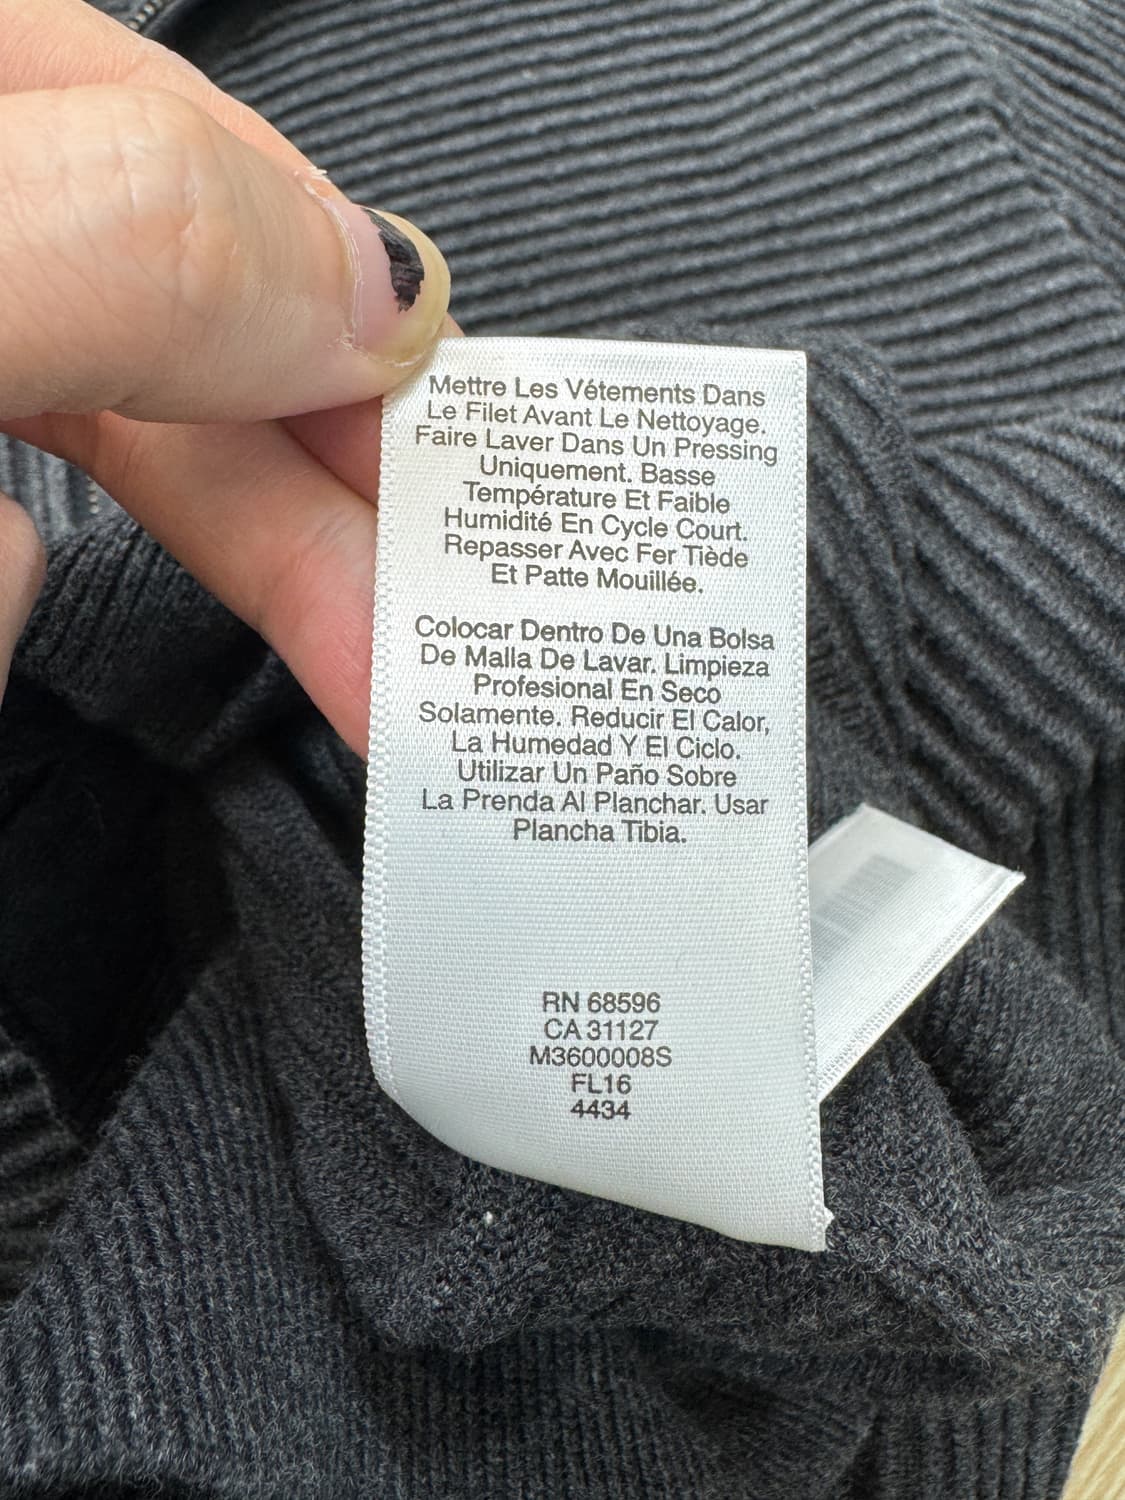 Mettre Les Vétements Dans
Le Filet Avant Le Nettoyage.
Faire Laver Dans Un Pressing
Uniquement. Basse
Température Et Faible
Humidité En Cycle Court.
Repasser Avec Fer Tiède
Et Patte Mouillée.
Colocar Dentro De Una Bolsa
De Malla De Lavar. Limpieza
Profesional En Seco
Solamente. Reducir El Calor,
La Humedad Y El Ciclo.
Utilizar Un Paño Sobre
La Prenda Al Planchar. Usar
Plancha Tibia.
RN 68596
CA 31127
M3600008S
FL16
4434